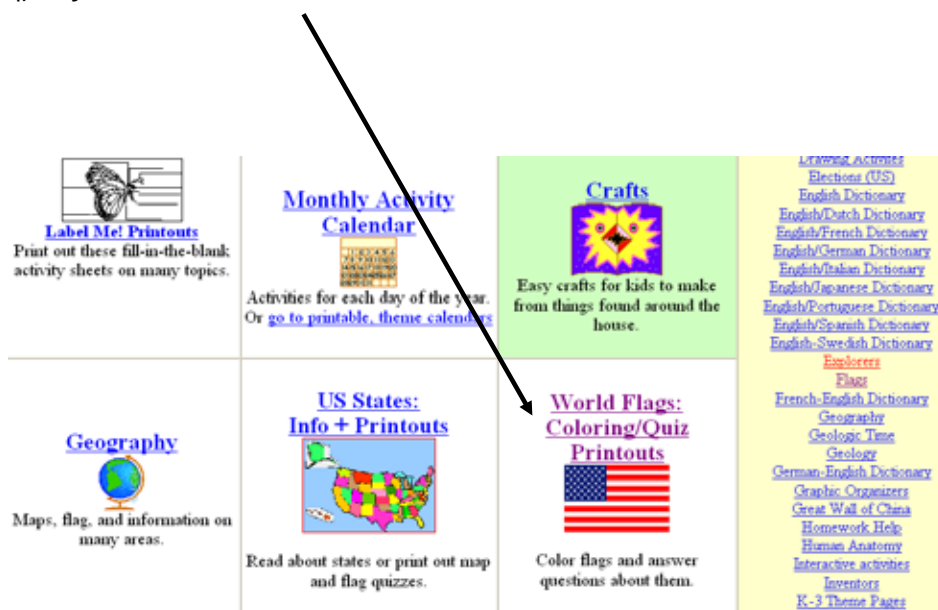 Label Me! Printouts
Print out these fill-in-the-blank
activity sheets on many topics.
Monthly Activity
Calendar
Activities for each day of the year.
Or go to printable, theme calendars
Crafts
Easy crafts for kids to make
from things found around the
house.
Geography
Maps, flag, and information on
many areas.
US States:
Info + Printouts
Read about states or print out map
and flag quizzes.
World Flags:
Coloring/Quiz
Printouts
Color flags and answer
questions about them.
Drawing Activities
Elections (US)
English Dictionary
English/Dutch Dictionary
English/French Dictionary
English/German Dictionary
English/Italian Dictionary
English/Japanese Dictionary
English/Portuguese Dictionary
English/Spanish Dictionary
English-Swedish Dictionary
Explorers
Flags
French-English Dictionary
Geography
Geologic Time
Geology
German-English Dictionary
Graphic Organizers
Great Wall of China
Homework Help
Human Anatomy
Interactive activities
Inventors
K-3 Theme Pages